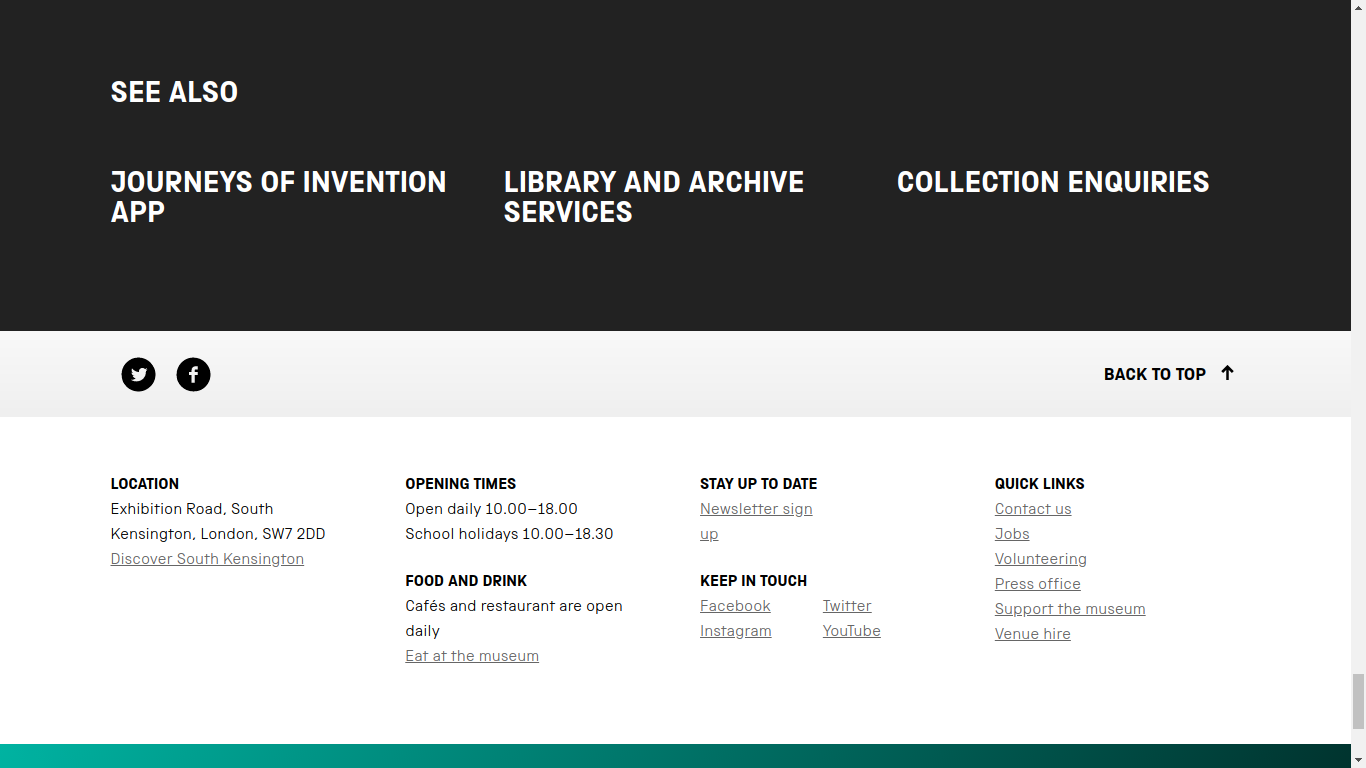 SEE ALSO
JOURNEYS OF INVENTION
APP
LIBRARY AND ARCHIVE
SERVICES
COLLECTION ENQUIRIES
BACK TO TOP
LOCATION
Exhibition Road, South
Kensington, London, SW7 2DD
Discover South Kensington
OPENING TIMES
Open daily 10.00–18.00
School holidays 10.00–18.30
FOOD AND DRINK
Cafés and restaurant are open
daily
Eat at the museum
STAY UP TO DATE
Newsletter sign
up
KEEP IN TOUCH
Facebook
Twitter
Instagram
YouTube
QUICK LINKS
Contact us
Jobs
Volunteering
Press office
Support the museum
Venue hire